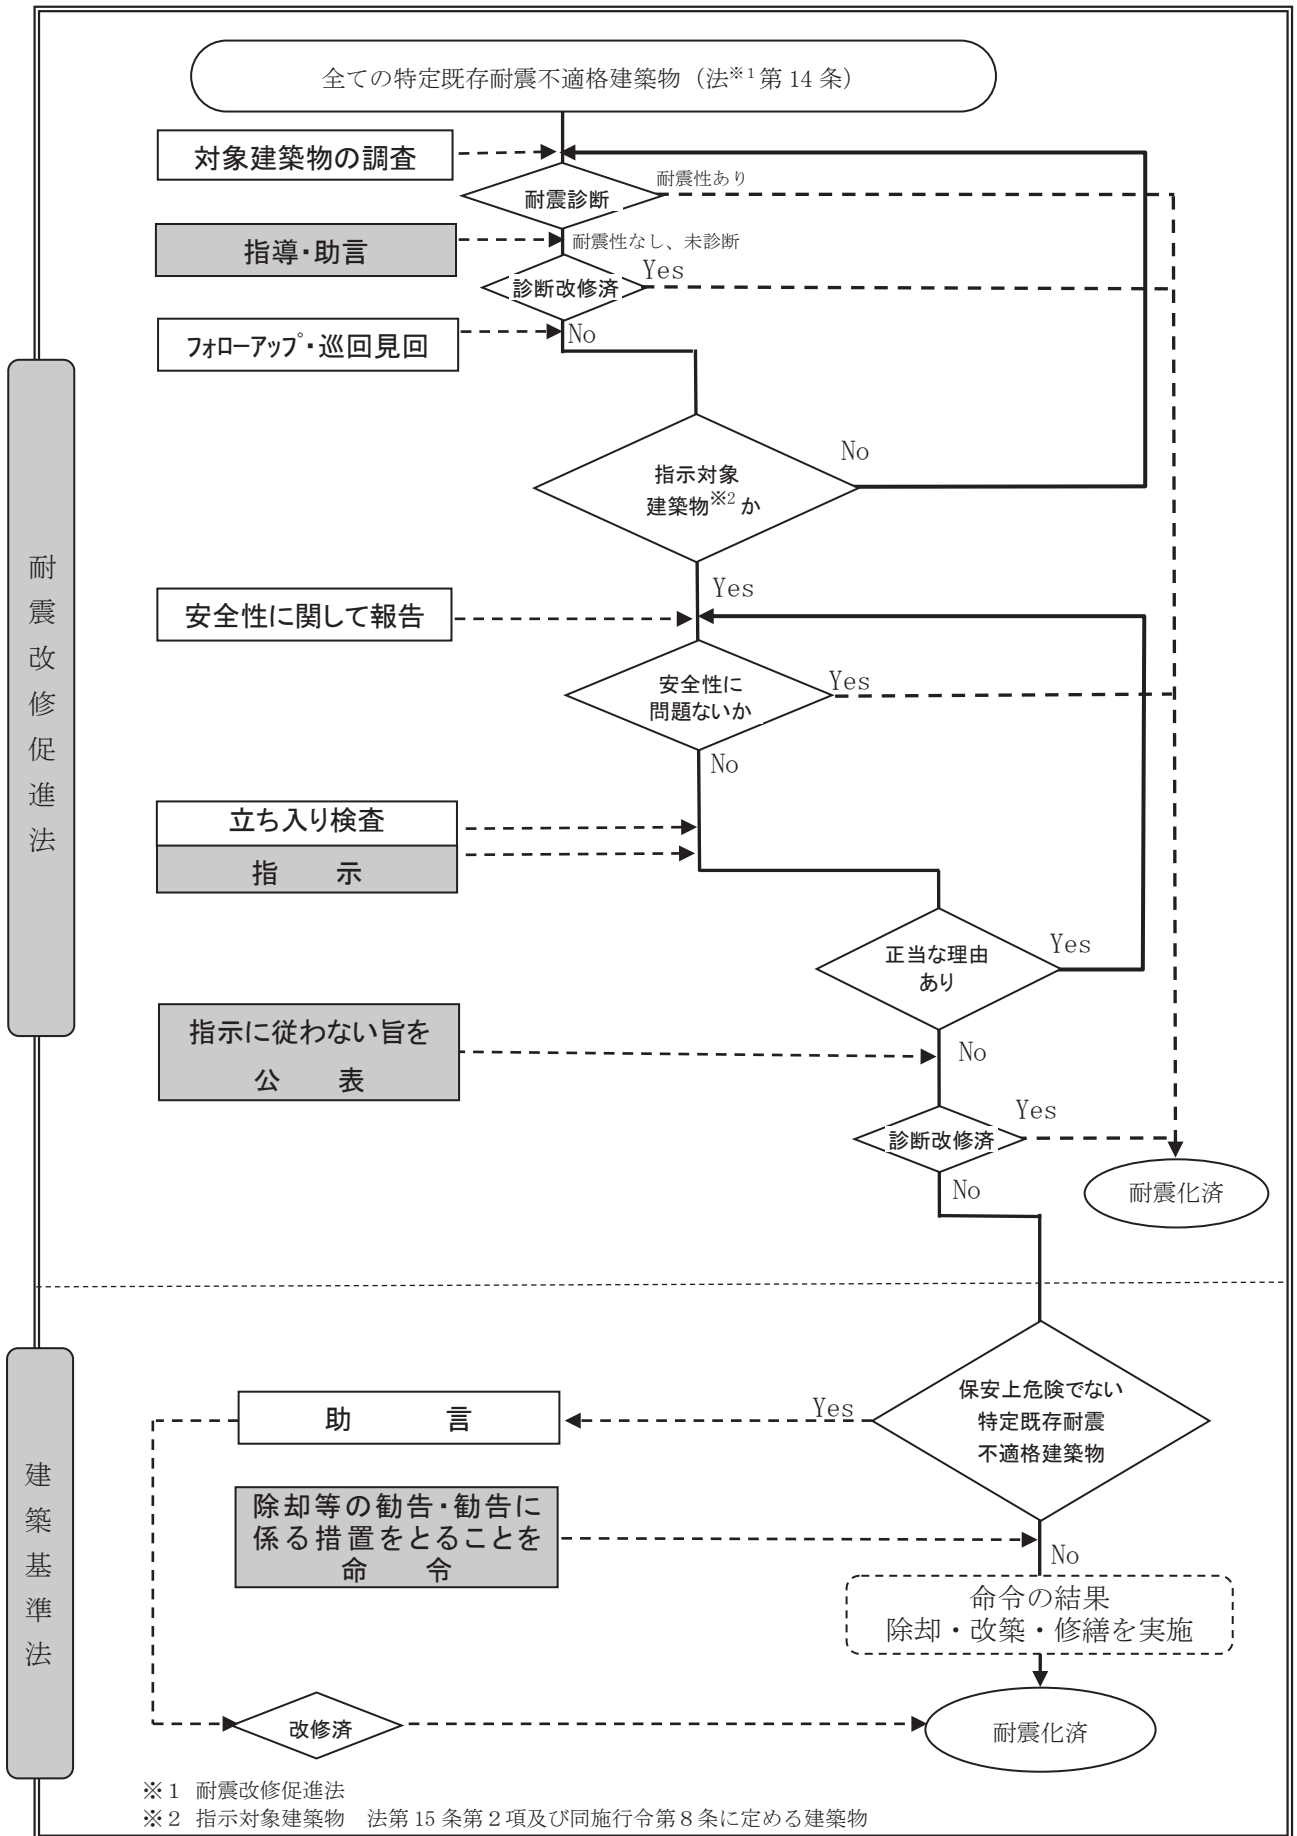 全ての特定既存耐震不適格建築物（法※1第14条）
対象建築物の調査
耐震性あり
耐震診断
指導・助言
耐震性なし、未診断
Yes
診断改修済
フォローアップ・巡回見回
No
指示対象
建築物※2か
No
Yes
安全性に関して報告
安全性に
問題ないか
Yes
No
立ち入り検査
指 示
正当な理由
あり
Yes
指示に従わない旨を
公 表
No
診断改修済
Yes
No
耐震化済
耐震改修促進法
保安上危険でない
特定既存耐震
不適格建築物
Yes
助 言
除却等の勧告・勧告に
係る措置をとることを
命 令
No
命令の結果
除却・改築・修繕を実施
改修済
耐震化済
建築基準法
※１ 耐震改修促進法
※２ 指示対象建築物 法第15条第２項及び同施行令第８条に定める建築物